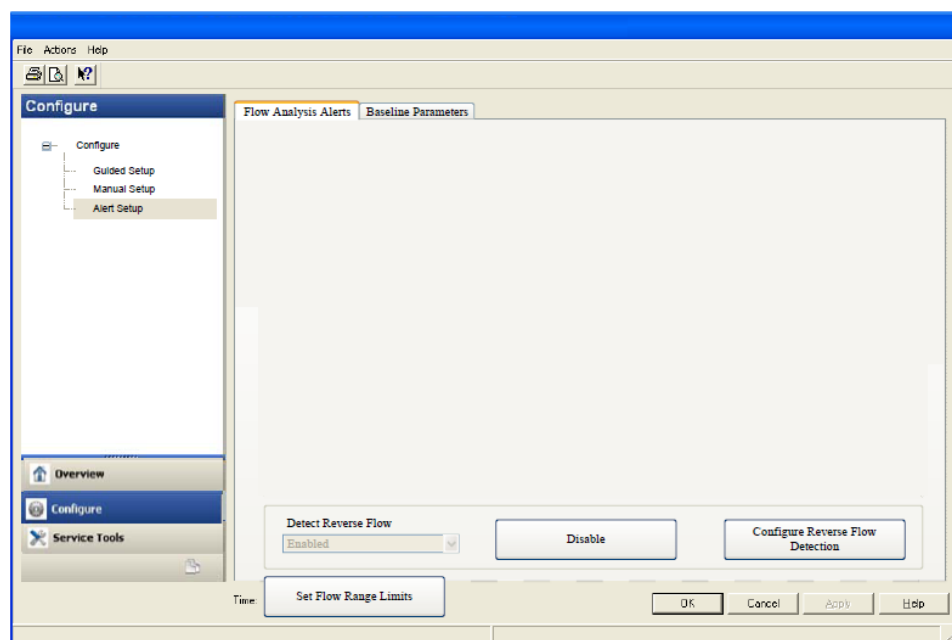 File Actions Help
Configure
Flow Analysis Alerts Baseline Parameters
Configure
Guided Setup
Manual Setup
Alert Setup
Overview
Configure
Service Tools
Detect Reverse Flow
Enabled
Disable
Configure Reverse Flow
Detection
Time:
Set Flow Range Limits
OK Cancel Apply Help